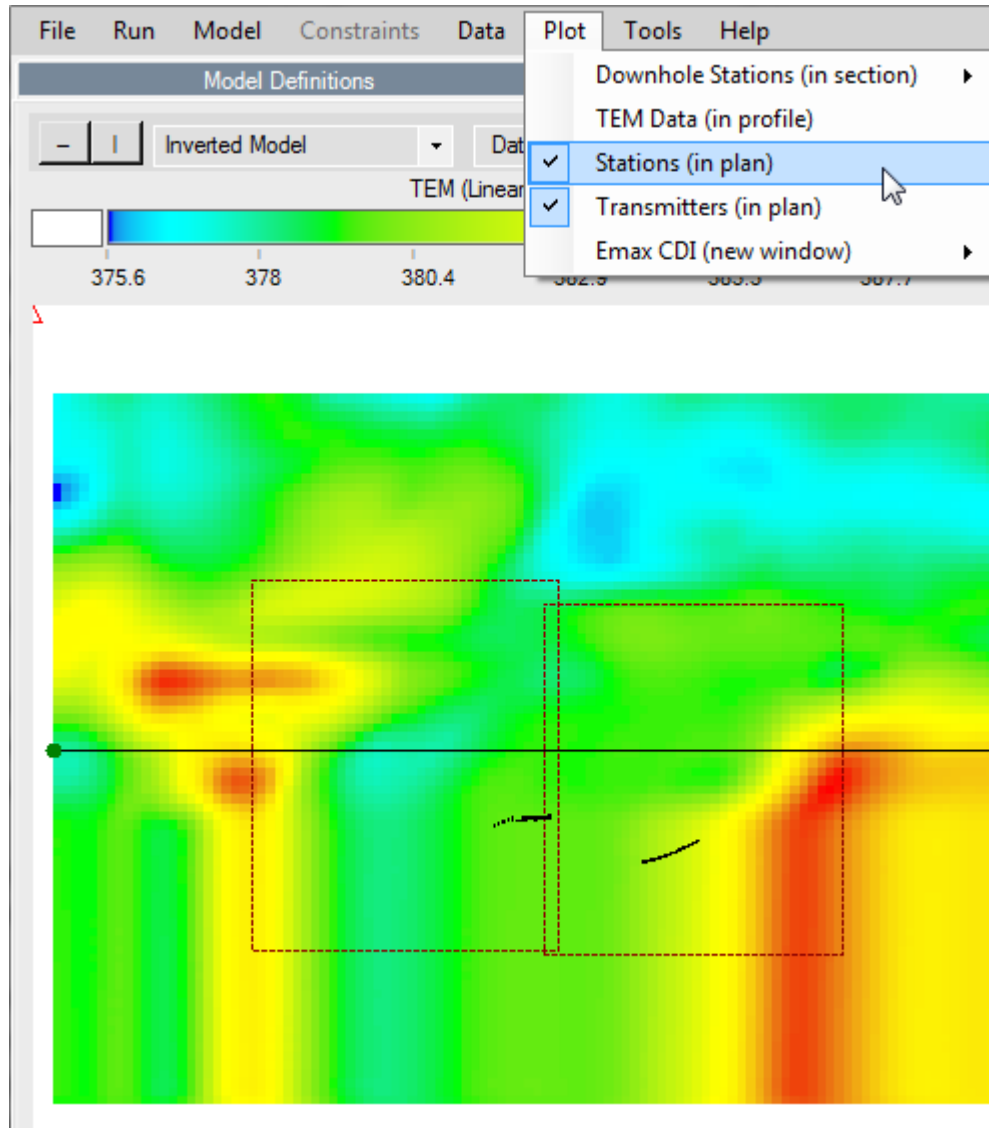 File Run Model Constraints Data Plot Tools Help
Model Definitions
Downhole Stations (in section)
TEM Data (in profile)
Inverted Model
Stations (in plan)
TEM (Linear
Transmitters (in plan)
Emax CDI (new window)
375.6 378 380.4